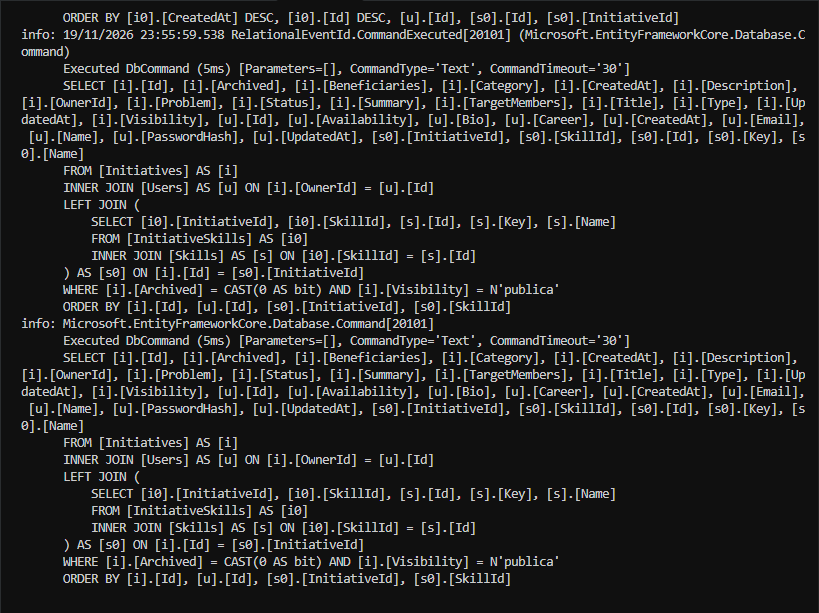 ORDER BY [i0].[CreatedAt] DESC, [i0].[Id] DESC, [u].[Id], [s0].[Id], [s0].[InitiativeId]
info: 19/11/2026 23:55:59.538 RelationalEventId.CommandExecuted[20101] (Microsoft.EntityFrameworkCore.Database.C
ommand)
Executed DbCommand (5ms) [Parameters=[], CommandType='Text', CommandTimeout='30']
SELECT [i].[Id], [i].[Archived], [i].[Beneficiaries], [i].[Category], [i].[CreatedAt], [i].[Description],
[i].[OwnerId], [i].[Problem], [i].[Status], [i].[Summary], [i].[TargetMembers], [i].[Title], [i].[Type], [i].[Up
datedAt], [i].[Visibility], [u].[Id], [u].[Availability], [u].[Bio], [u].[Career], [u].[CreatedAt], [u].[Email],
[u].[Name], [u].[PasswordHash], [u].[UpdatedAt], [s0].[InitiativeId], [s0].[SkillId], [s0].[Id], [s0].[Key], [s
0].[Name]
FROM [Initiatives] AS [i]
INNER JOIN [Users] AS [u] ON [i].[OwnerId] = [u].[Id]
LEFT JOIN (
SELECT [i0].[InitiativeId], [i0].[SkillId], [s].[Id], [s].[Key], [s].[Name]
FROM [InitiativeSkills] AS [i0]
INNER JOIN [Skills] AS [s] ON [i0].[SkillId] = [s].[Id]
) AS [s0] ON [i].[Id] = [s0].[InitiativeId]
WHERE [i].[Archived] = CAST(0 AS bit) AND [i].[Visibility] = N'publica'
ORDER BY [i].[Id], [u].[Id], [s0].[InitiativeId], [s0].[SkillId]
info: Microsoft.EntityFrameworkCore.Database.Command[20101]
Executed DbCommand (5ms) [Parameters=[], CommandType='Text', CommandTimeout='30']
SELECT [i].[Id], [i].[Archived], [i].[Beneficiaries], [i].[Category], [i].[CreatedAt], [i].[Description],
[i].[OwnerId], [i].[Problem], [i].[Status], [i].[Summary], [i].[TargetMembers], [i].[Title], [i].[Type], [i].[Up
datedAt], [i].[Visibility], [u].[Id], [u].[Availability], [u].[Bio], [u].[Career], [u].[CreatedAt], [u].[Email],
[u].[Name], [u].[PasswordHash], [u].[UpdatedAt], [s0].[InitiativeId], [s0].[SkillId], [s0].[Id], [s0].[Key], [s
0].[Name]
FROM [Initiatives] AS [i]
INNER JOIN [Users] AS [u] ON [i].[OwnerId] = [u].[Id]
LEFT JOIN (
SELECT [i0].[InitiativeId], [i0].[SkillId], [s].[Id], [s].[Key], [s].[Name]
FROM [InitiativeSkills] AS [i0]
INNER JOIN [Skills] AS [s] ON [i0].[SkillId] = [s].[Id]
) AS [s0] ON [i].[Id] = [s0].[InitiativeId]
WHERE [i].[Archived] = CAST(0 AS bit) AND [i].[Visibility] = N'publica'
ORDER BY [i].[Id], [u].[Id], [s0].[InitiativeId], [s0].[SkillId]